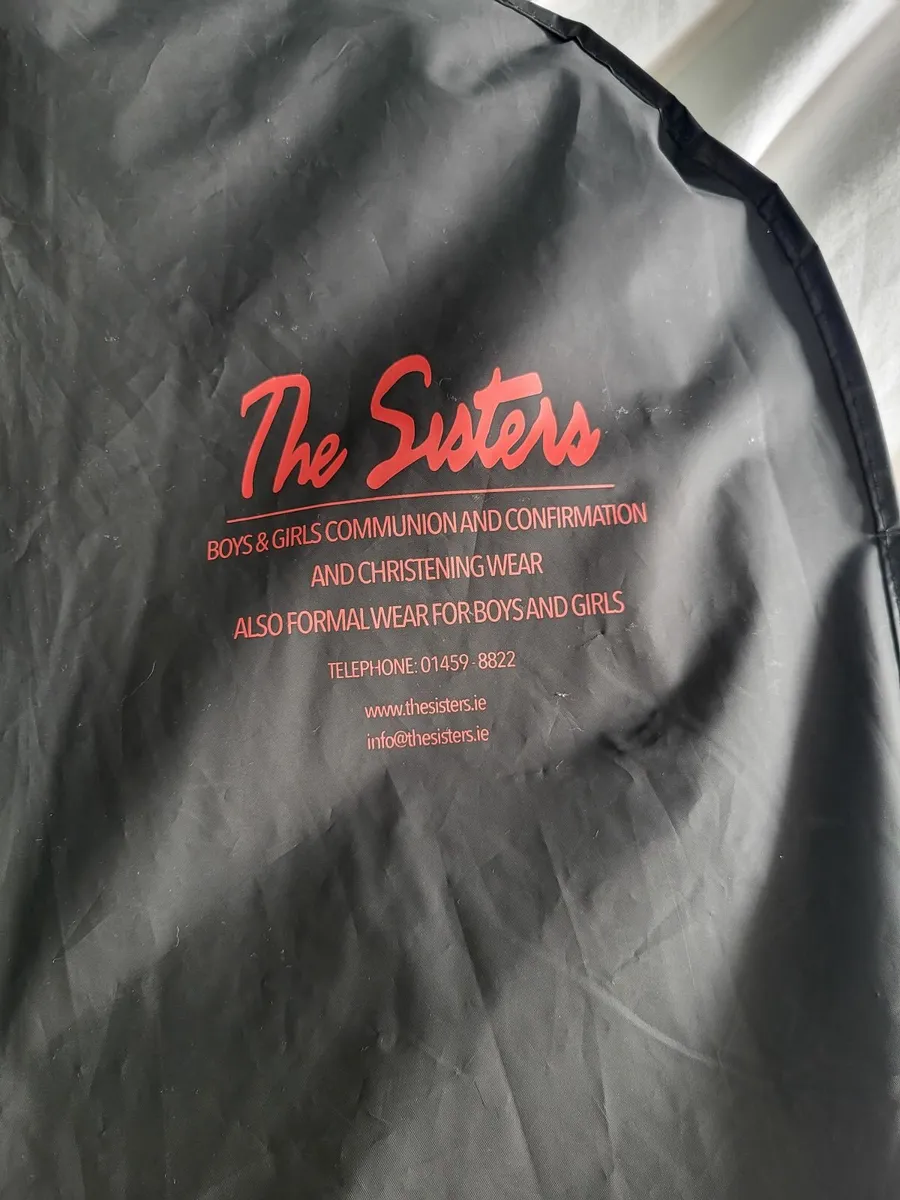 The Sisters
BOYS & GIRLS COMMUNION AND CONFIRMATION
AND CHRISTENING WEAR
ALSO FORMAL WEAR FOR BOYS AND GIRLS
TELEPHONE: 01459-8822
www.thesisters.ie
info@thesisters.ie